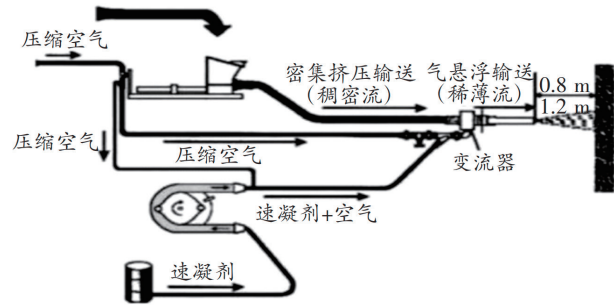 压缩空气
密集挤压输送
（稠密流）
气悬浮输送
（稀薄流）
0.8 m
1.2 m
压缩空气
压缩空气
变流器
速凝剂+空气
速凝剂